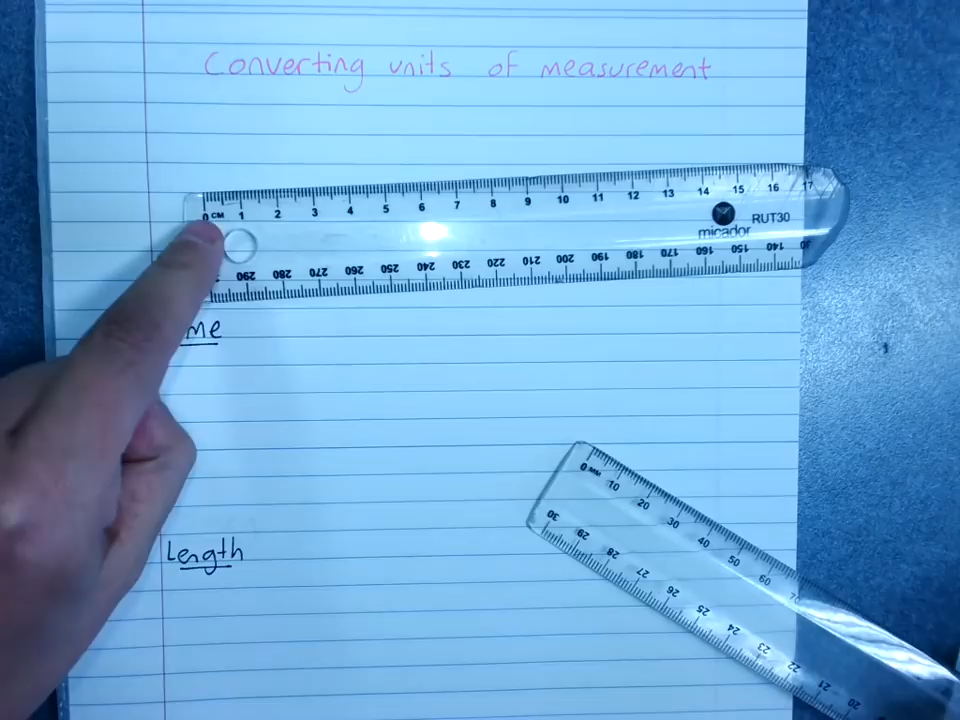 Converting units of measurement
0 CM 1 2 3 4 5 6 7 8 9 10 11 12 13 14 15 16 17
RUT30
micador
290 280 270 260 250 240 230 220 210 200 190 180 170 160 150 140
me
0 MM 10 20 30 40 50 60 70
30 29 28 27 26 25 24 23 22 21 20
Length